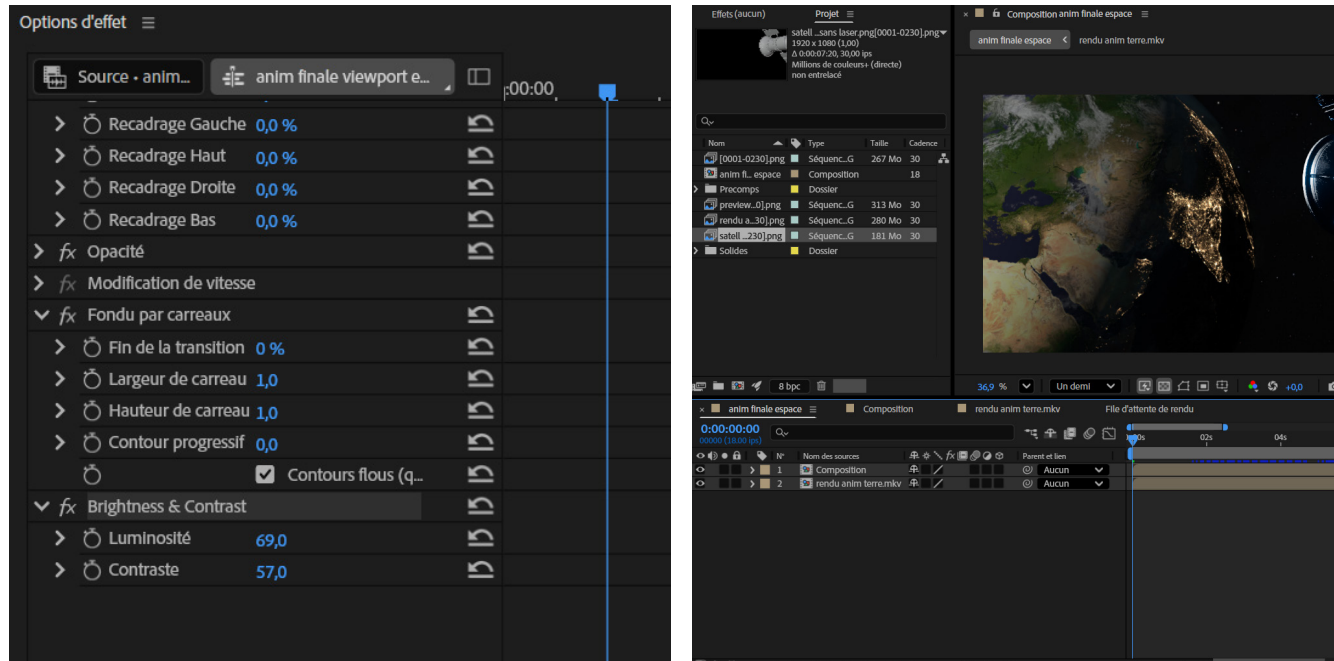 Options d'effet
Source • anim...
anim finale viewport e...
:00:00
Recadrage Gauche 0,0 %
Recadrage Haut 0,0 %
Recadrage Droite 0,0 %
Recadrage Bas 0,0 %
fx Opacité
fx Modification de vitesse
fx Fondu par carreaux
Fin de la transition 0 %
Largeur de carreau 1,0
Hauteur de carreau 1,0
Contour progressif 0,0
Contours flous (q...
fx Brightness & Contrast
Luminosité 69,0
Contraste 57,0
Effets (aucun) Projet
satell ...sans laser.png[0001-0230].png
1920 x 1080 (1,00)
Δ 0:00:07:20, 30,00 ips
Millions de couleurs+ (directe)
non entrelacé
Nom Type Taille Cadence
[0001-0230].png Séquenc...G 267 Mo 30
anim fi... espace Composition 18
Precomps Dossier
preview...0].png Séquenc...G 313 Mo 30
rendu a...30].png Séquenc...G 280 Mo 30
satell ...230].png Séquenc...G 181 Mo 30
Solides Dossier
8 bpc
× Composition anim finale espace
anim finale espace rendu anim terre.mkv
36,9 % Un demi +0,0
× anim finale espace Composition rendu anim terre.mkv File d'attente de rendu
0:00:00:00
00000 (18.00 ips)
02s 04s
N° Nom des sources fx Parent et lien
1 Composition Aucun
2 rendu anim terre.mkv Aucun